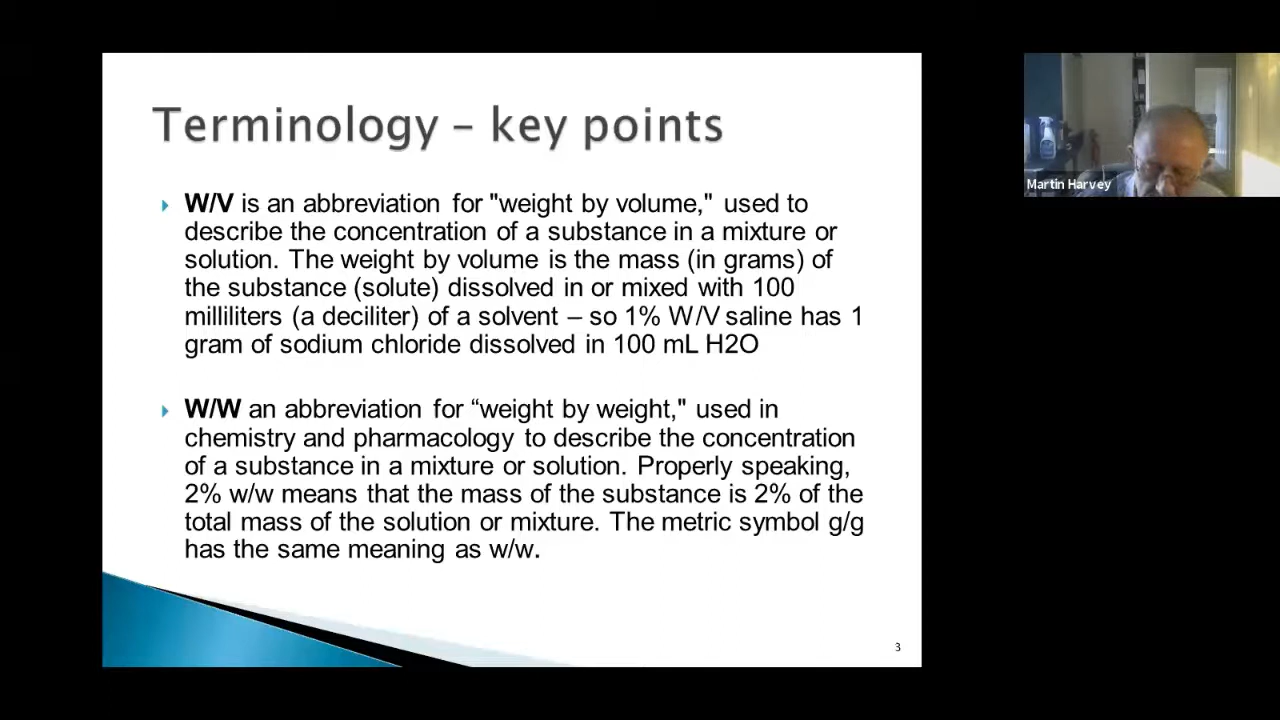 Terminology – key points
W/V is an abbreviation for "weight by volume," used to
describe the concentration of a substance in a mixture or
solution. The weight by volume is the mass (in grams) of
the substance (solute) dissolved in or mixed with 100
milliliters (a deciliter) of a solvent – so 1% W/V saline has 1
gram of sodium chloride dissolved in 100 mL H2O
W/W an abbreviation for “weight by weight," used in
chemistry and pharmacology to describe the concentration
of a substance in a mixture or solution. Properly speaking,
2% w/w means that the mass of the substance is 2% of the
total mass of the solution or mixture. The metric symbol g/g
has the same meaning as w/w.
3
Martin Harvey